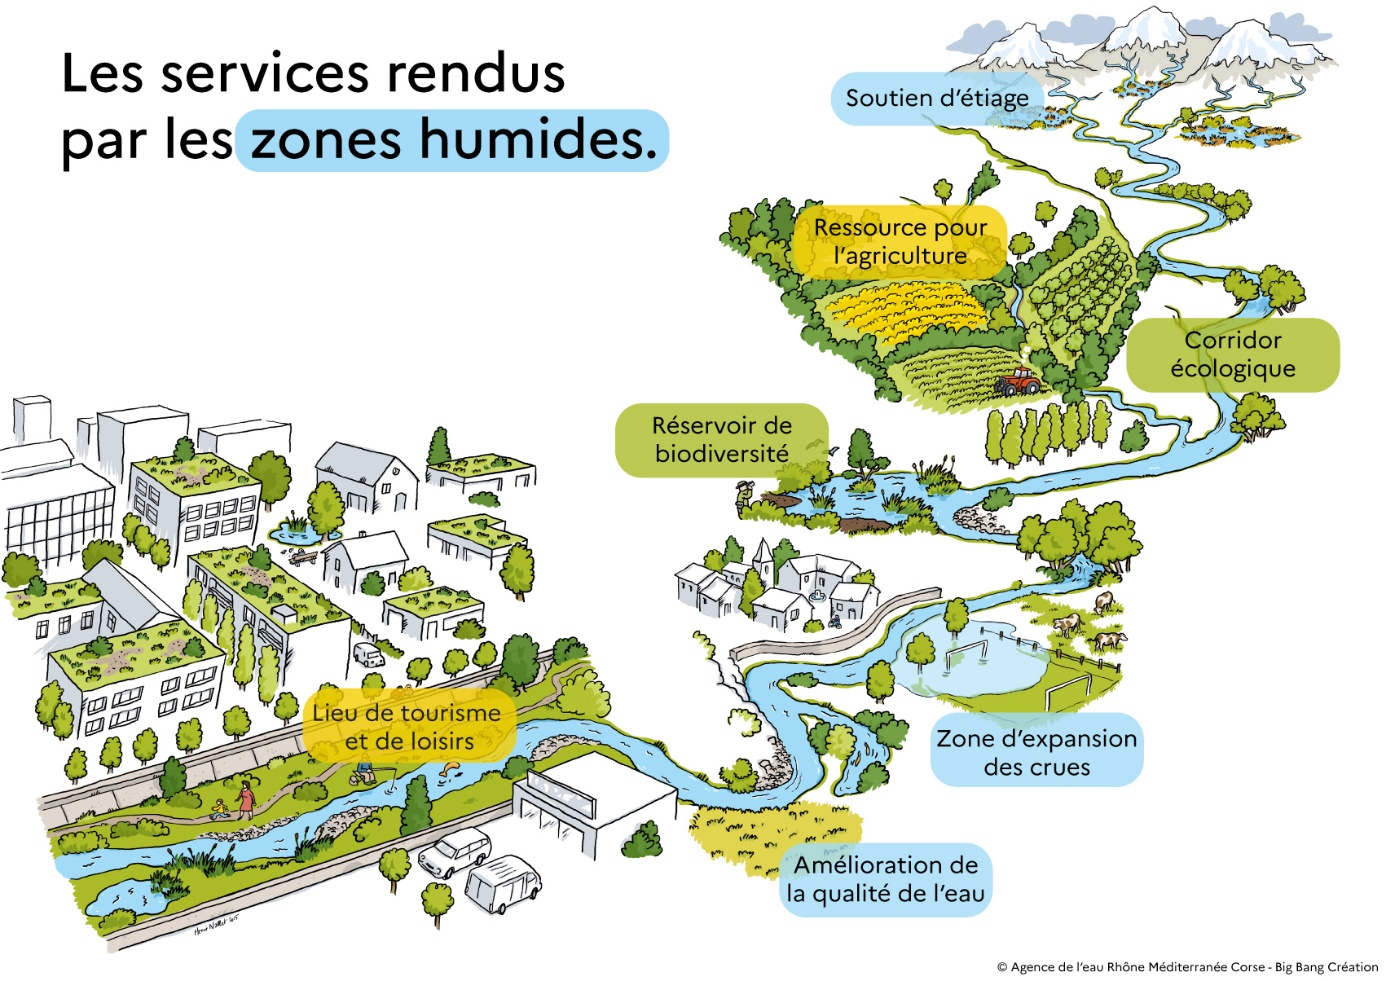 Les services rendus
par les zones humides.
Soutien d'étiage
Ressource pour
l'agriculture
Corridor
écologique
Réservoir de
biodiversité
Lieu de tourisme
et de loisirs
Zone d'expansion
des crues
Amélioration de
la qualité de l'eau
© Agence de l'eau Rhône Méditerranée Corse - Big Bang Création